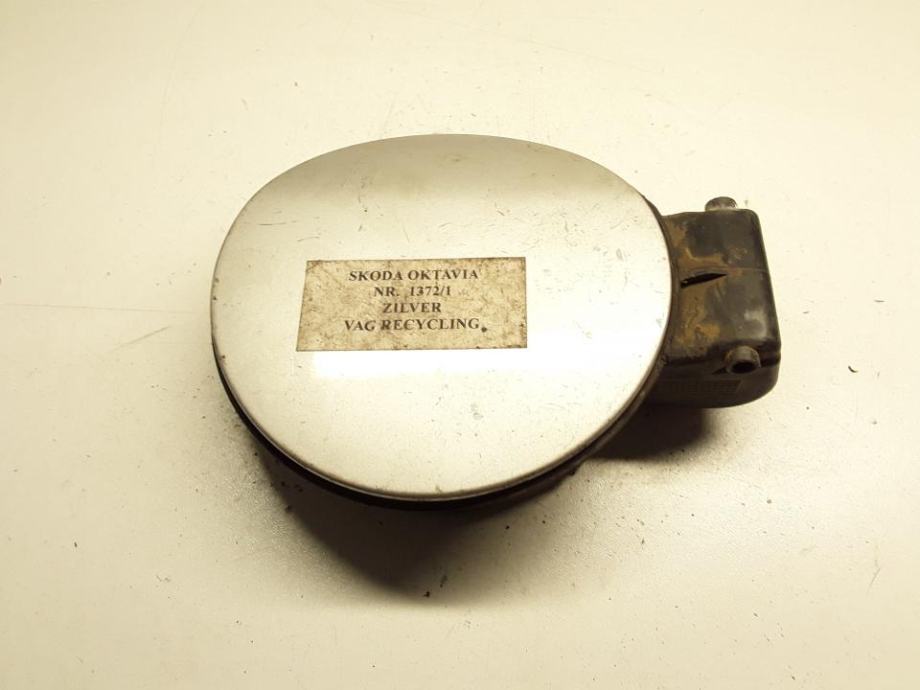 SKODA OKTAVIA
NR. 1372/1
ZILVER
VAG RECYCLING